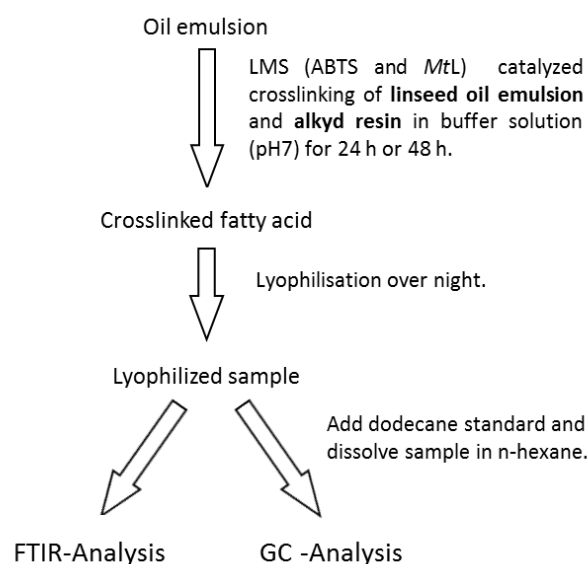 Oil emulsion
LMS (ABTS and MtL) catalyzed
crosslinking of linseed oil emulsion
and alkyd resin in buffer solution
(pH7) for 24 h or 48 h.
Crosslinked fatty acid
Lyophilisation over night.
Lyophilized sample
Add dodecane standard and
dissolve sample in n-hexane.
FTIR-Analysis
GC -Analysis